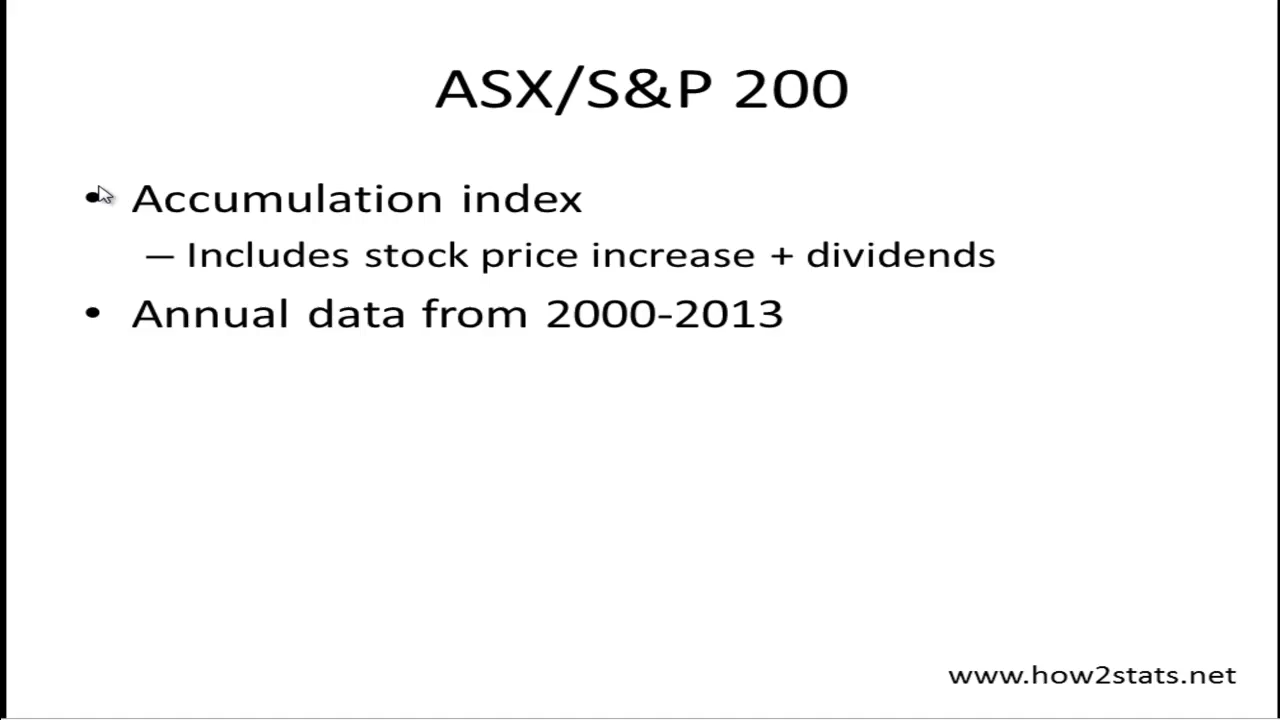 ASX/S&P 200
• Accumulation index
– Includes stock price increase + dividends
• Annual data from 2000-2013
www.how2stats.net